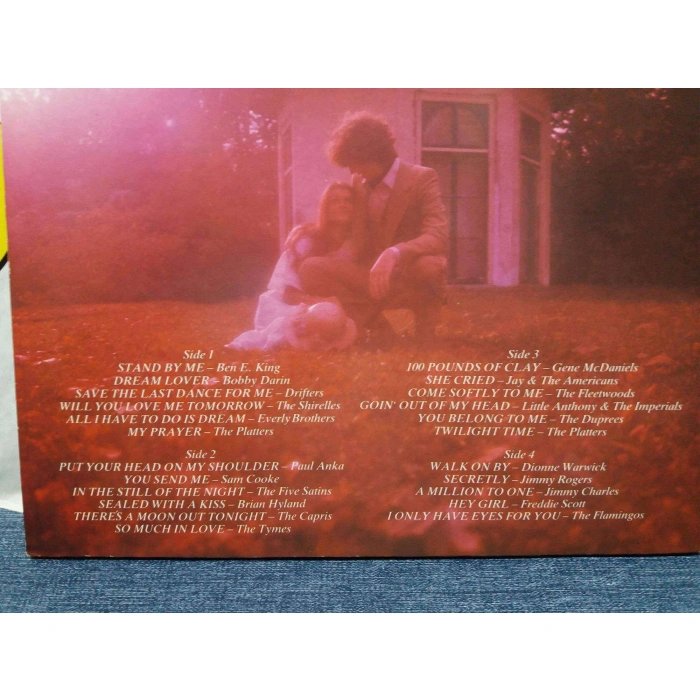 Side 1
STAND BY ME – Ben E. King
DREAM LOVER – Bobby Darin
SAVE THE LAST DANCE FOR ME – Drifters
WILL YOU LOVE ME TOMORROW – The Shirelles
ALL I HAVE TO DO IS DREAM – Everly Brothers
MY PRAYER – The Platters
Side 2
PUT YOUR HEAD ON MY SHOULDER – Paul Anka
YOU SEND ME – Sam Cooke
IN THE STILL OF THE NIGHT – The Five Satins
SEALED WITH A KISS – Brian Hyland
THERE'S A MOON OUT TONIGHT – The Capris
SO MUCH IN LOVE – The Tymes
Side 3
100 POUNDS OF CLAY – Gene McDaniels
SHE CRIED – Jay & The Americans
COME SOFTLY TO ME – The Fleetwoods
GOIN' OUT OF MY HEAD – Little Anthony & The Imperials
YOU BELONG TO ME – The Duprees
TWILIGHT TIME – The Platters
Side 4
WALK ON BY – Dionne Warwick
SECRETLY – Jimmy Rogers
A MILLION TO ONE – Jimmy Charles
HEY GIRL – Freddie Scott
I ONLY HAVE EYES FOR YOU – The Flamingos